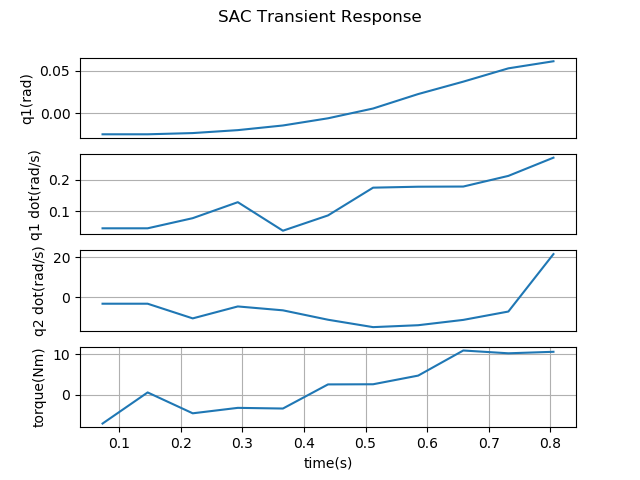 SAC Transient Response
q1(rad)
0.05
0.00
q1 dot(rad/s)
0.2
0.1
q2 dot(rad/s)
20
0
torque(Nm)
10
0
0.1 0.2 0.3 0.4 0.5 0.6 0.7 0.8
time(s)